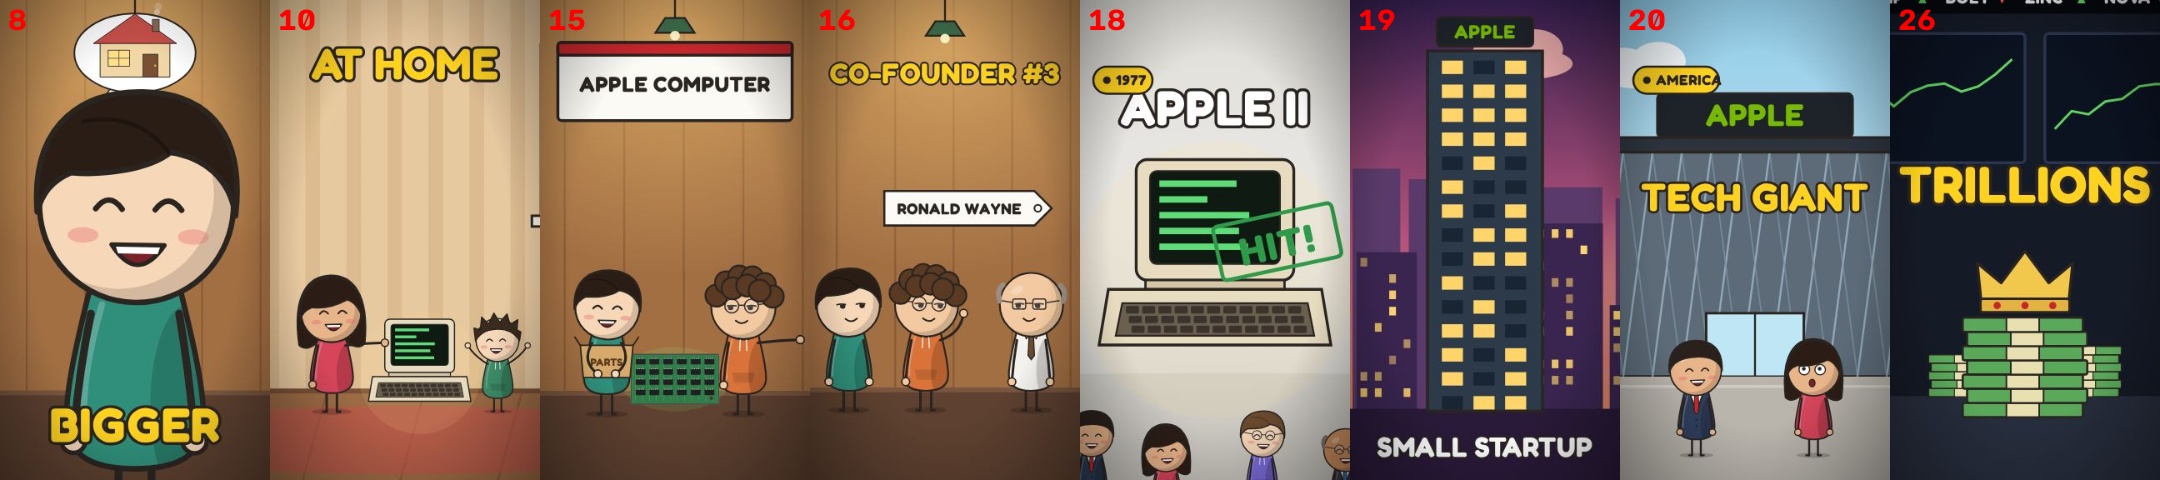 8
BIGGER
10
AT HOME
15
APPLE COMPUTER
PARTS
16
CO-FOUNDER #3
RONALD WAYNE
18
1977
APPLE II
HIT!
19
APPLE
SMALL STARTUP
20
AMERICA
APPLE
TECH GIANT
26
TRILLIONS